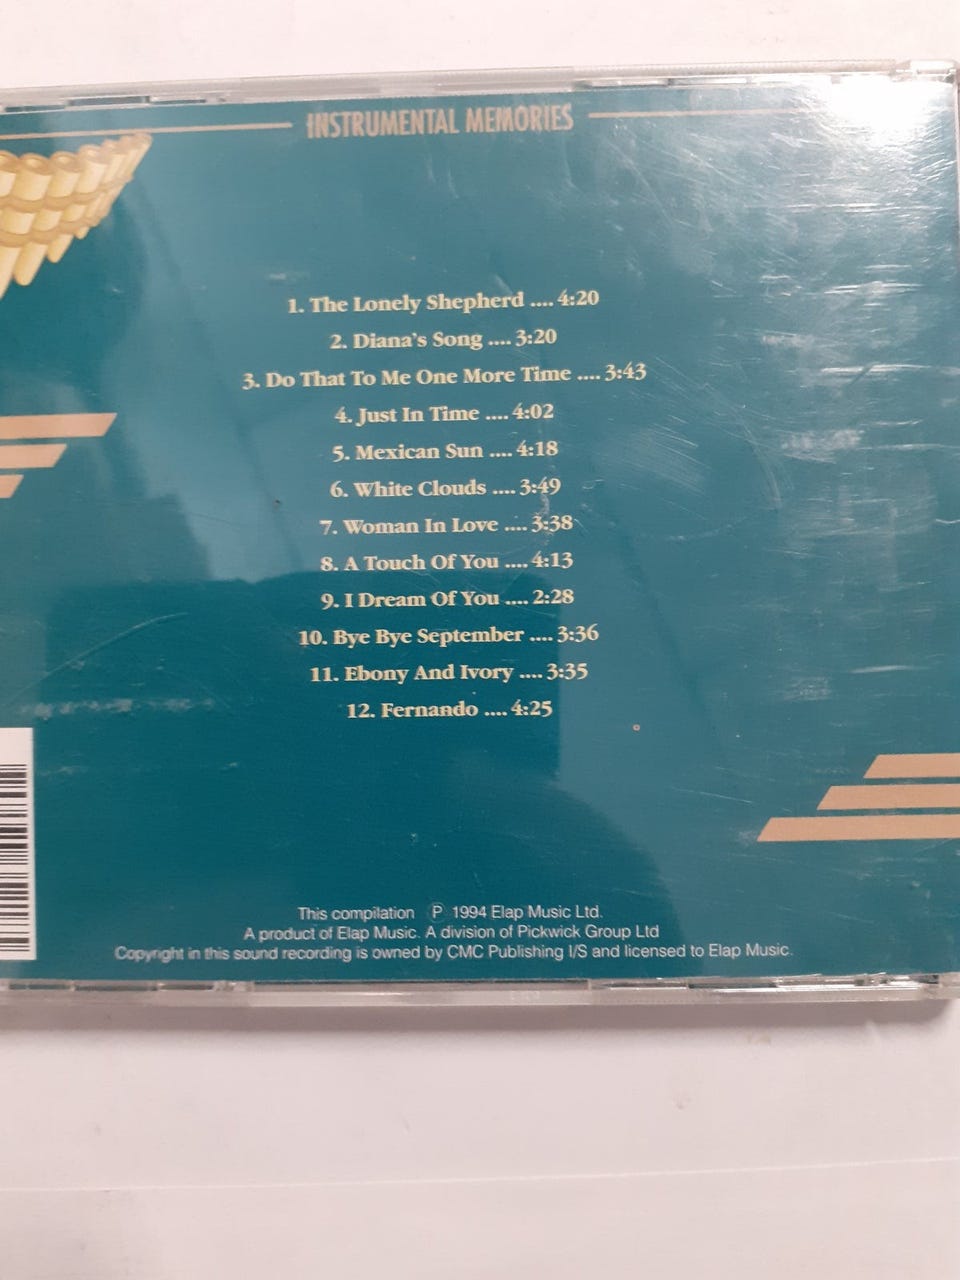 INSTRUMENTAL MEMORIES
1. The Lonely Shepherd .... 4:20
2. Diana's Song .... 3:20
3. Do That To Me One More Time .... 3:43
4. Just In Time .... 4:02
5. Mexican Sun .... 4:18
6. White Clouds .... 3:49
7. Woman In Love .... 3:38
8. A Touch Of You .... 4:13
9. I Dream Of You .... 2:28
10. Bye Bye September .... 3:36
11. Ebony And Ivory .... 3:35
12. Fernando .... 4:25
This compilation ℗ 1994 Elap Music Ltd.
A product of Elap Music. A division of Pickwick Group Ltd
Copyright in this sound recording is owned by CMC Publishing I/S and licensed to Elap Music.